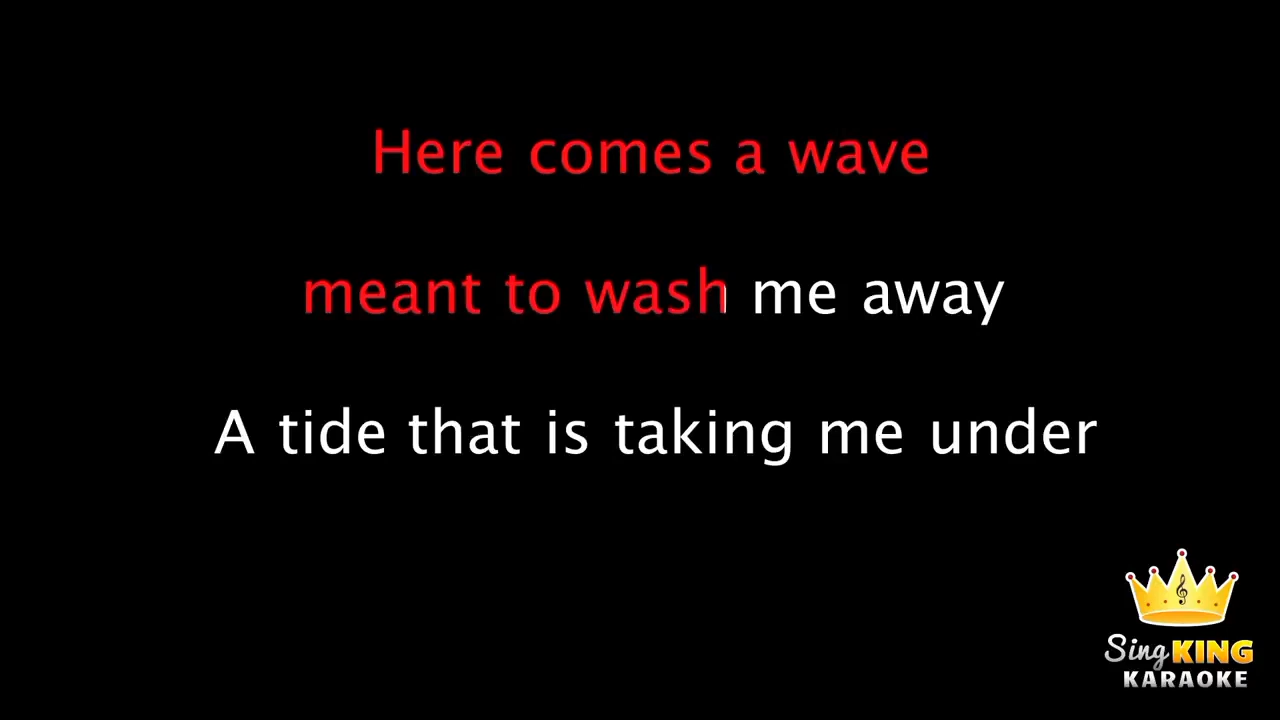 Here comes a wave
meant to wash me away
A tide that is taking me under
Sing KING
KARAOKE